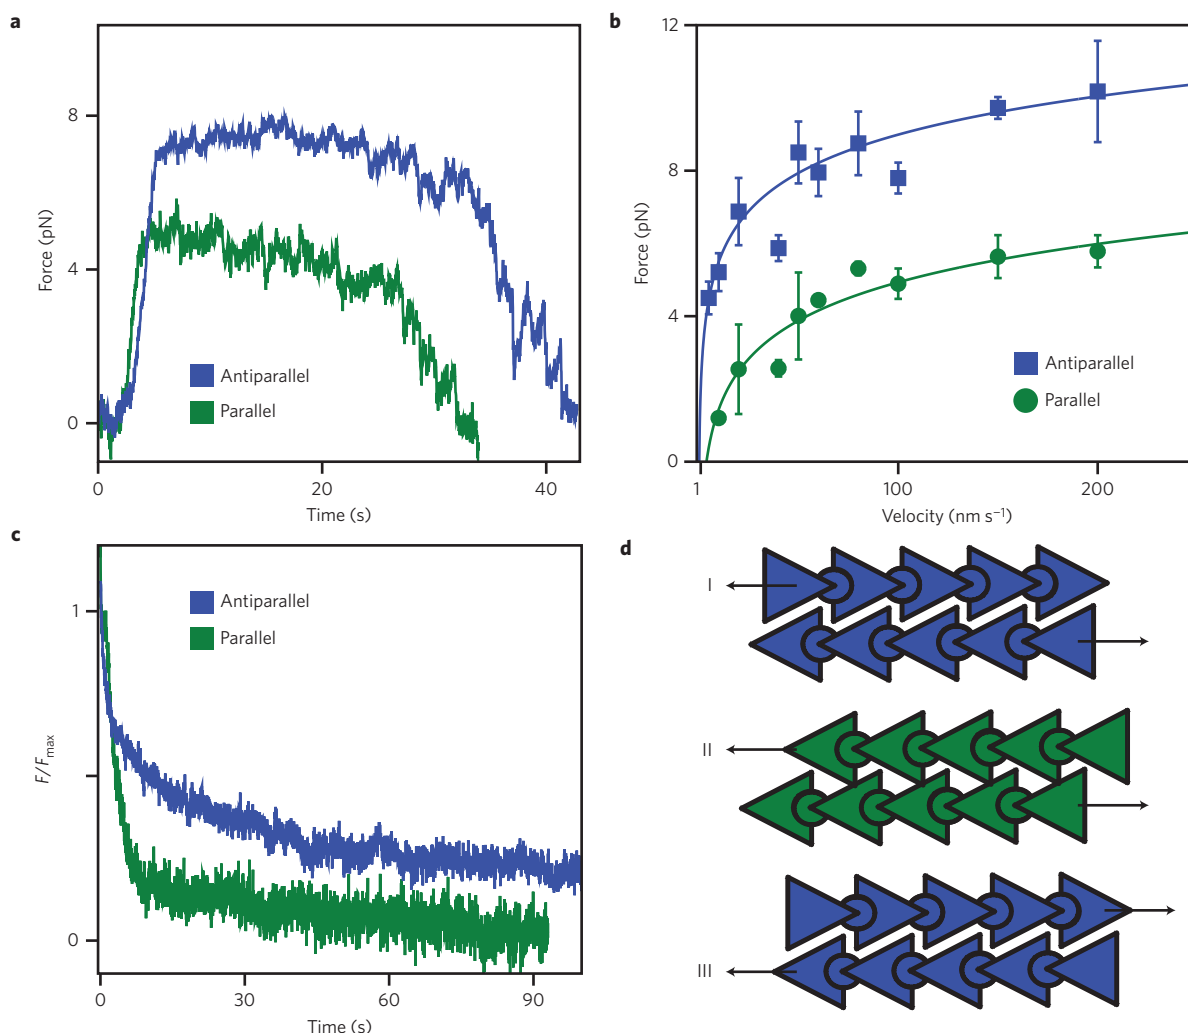 a
8
4
0
Force (pN)
Antiparallel
Parallel
0
20
40
Time (s)
b
12
8
4
0
Force (pN)
Antiparallel
Parallel
1
100
200
Velocity (nm s⁻¹)
c
1
0
F/Fmax
Antiparallel
Parallel
0
30
60
90
Time (s)
d
I
II
III